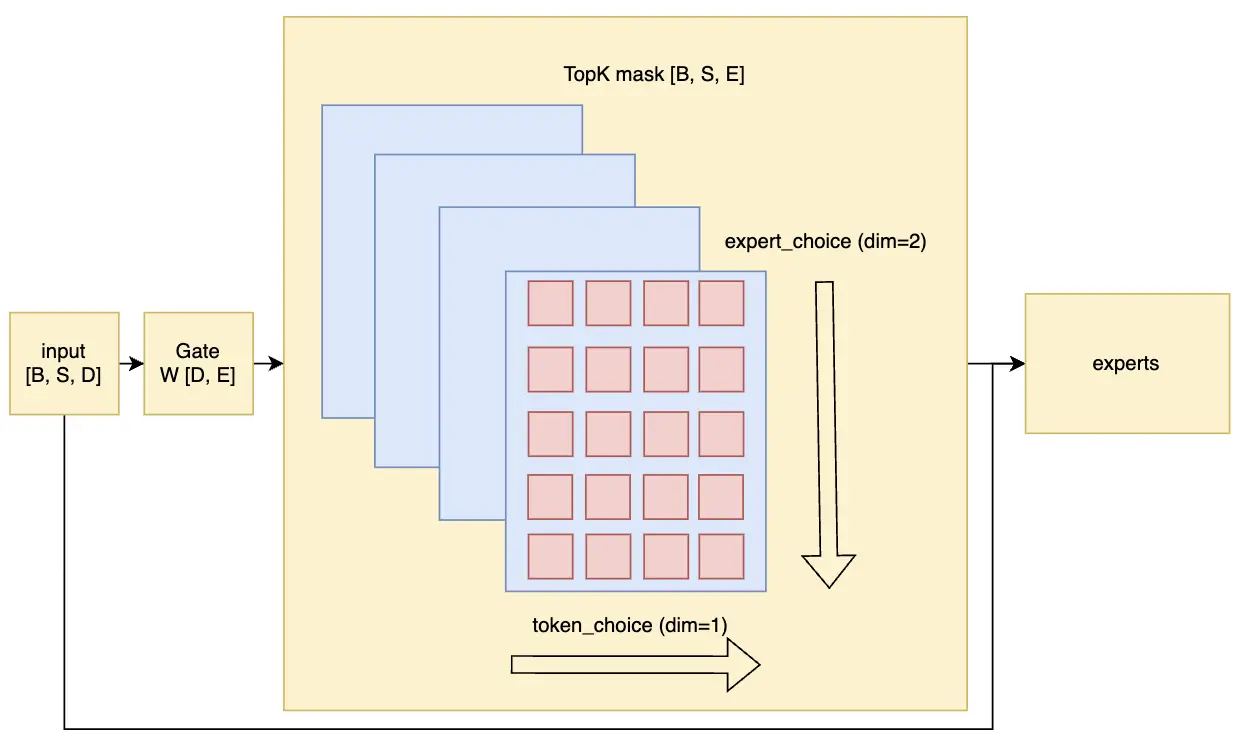 TopK mask [B, S, E]
expert_choice (dim=2)
input
[B, S, D]
Gate
W [D, E]
experts
token_choice (dim=1)